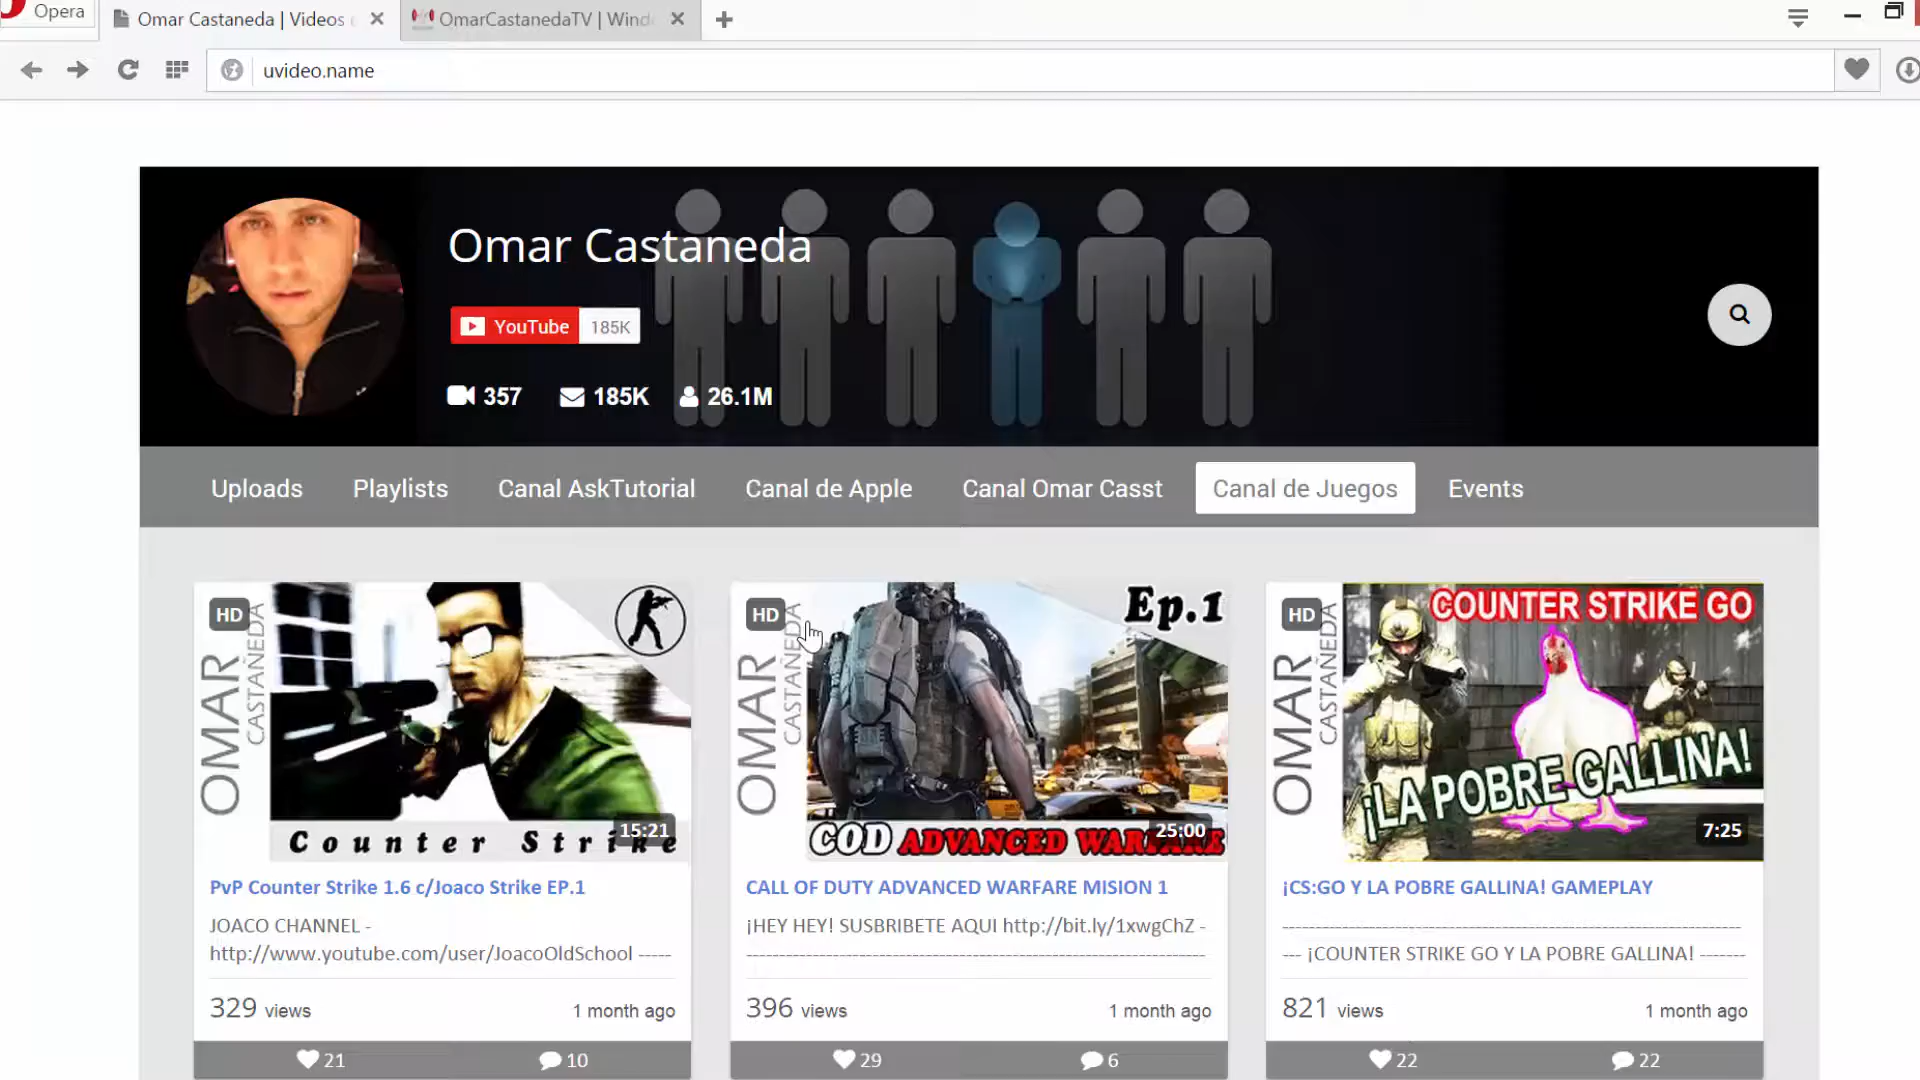 Opera
Omar Castaneda | Videos
OmarCastanedaTV | Wind
uvideo.name
Omar Castaneda
YouTube 185K
357 185K 26.1M
Uploads Playlists Canal AskTutorial Canal de Apple Canal Omar Casst Canal de Juegos Events
HD
OMAR
CASTAÑEDA
Counter Strike
15:21
PvP Counter Strike 1.6 c/Joaco Strike EP.1
JOACO CHANNEL -
http://www.youtube.com/user/JoacoOldSchool -----
329 views 1 month ago
21 10
HD
OMAR
CASTAÑEDA
Ep.1
COD ADVANCED WARFARE
25:00
CALL OF DUTY ADVANCED WARFARE MISION 1
¡HEY HEY! SUSBRIBETE AQUI http://bit.ly/1xwgChZ -
----------------------------------------------------------------------
396 views 1 month ago
29 6
HD
OMAR
CASTAÑEDA
COUNTER STRIKE GO
¡LA POBRE GALLINA!
7:25
¡CS:GO Y LA POBRE GALLINA! GAMEPLAY
----------------------------------------------------------------------
--- ¡COUNTER STRIKE GO Y LA POBRE GALLINA! -------
821 views 1 month ago
22 22